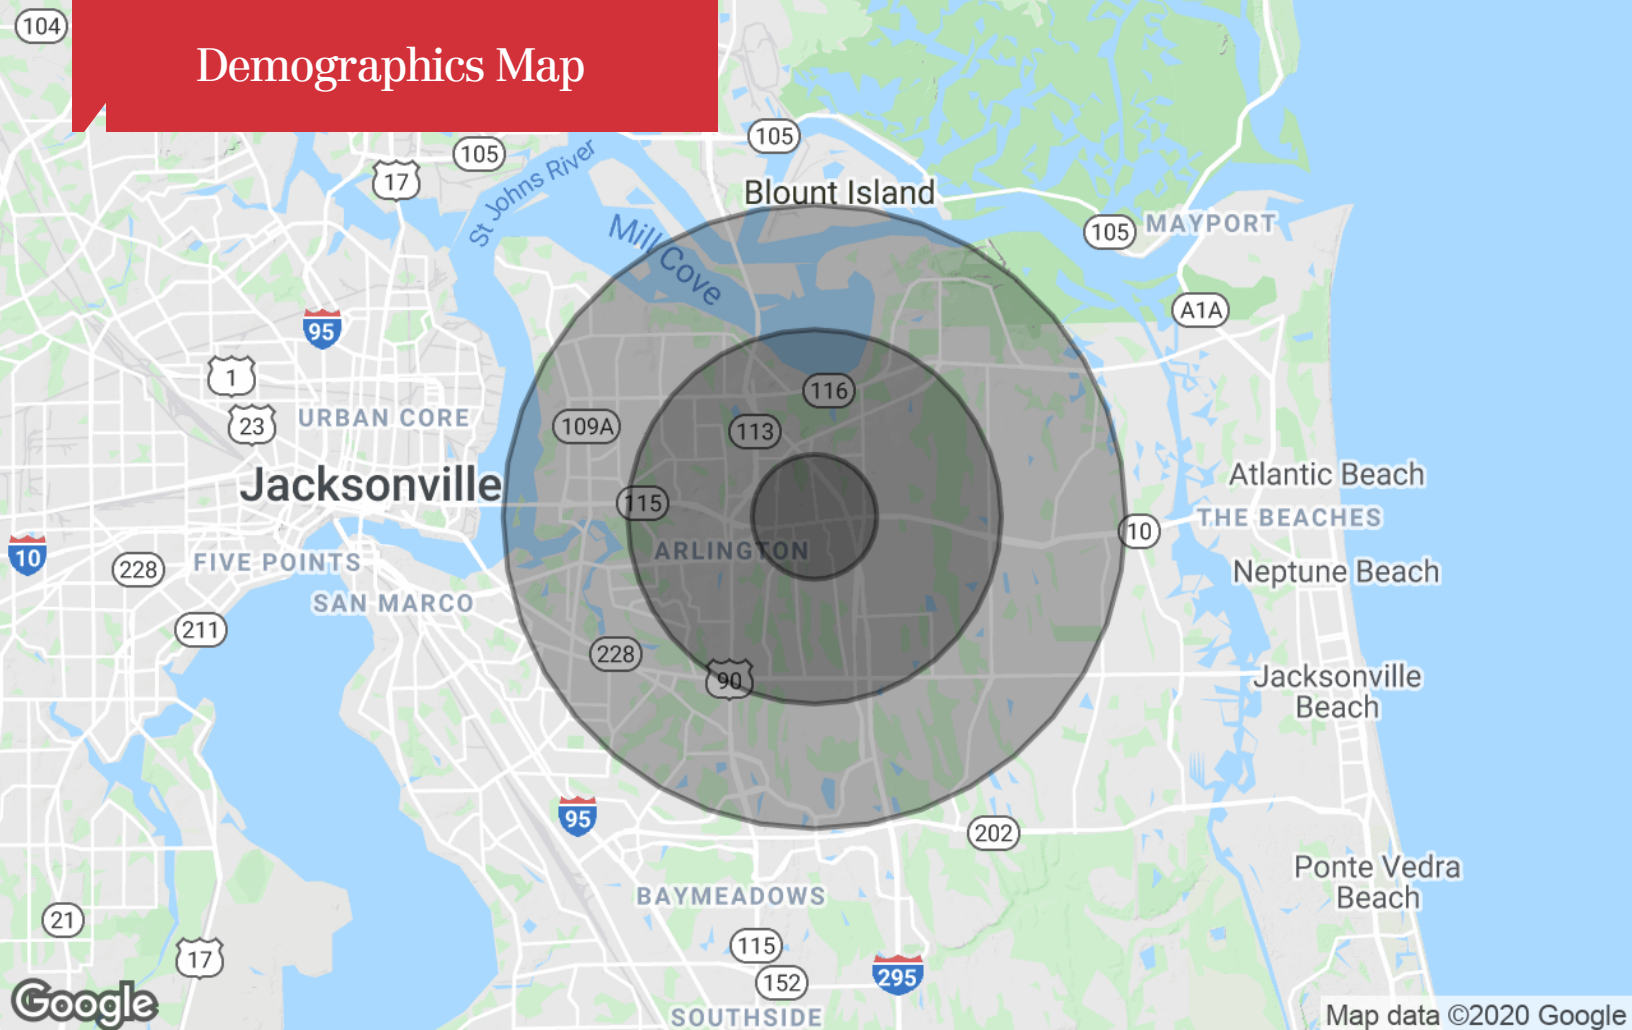 104
Demographics Map
105
105
17
St Johns River
Blount Island
Mill Cove
105
MAYPORT
A1A
95
1
116
23
URBAN CORE
109A
113
Jacksonville
Atlantic Beach
115
THE BEACHES
10
10
ARLINGTON
228
FIVE POINTS
Neptune Beach
SAN MARCO
211
228
90
Jacksonville
Beach
95
202
Ponte Vedra
Beach
BAYMEADOWS
21
115
17
152
295
Google
SOUTHSIDE
Map data ©2020 Google